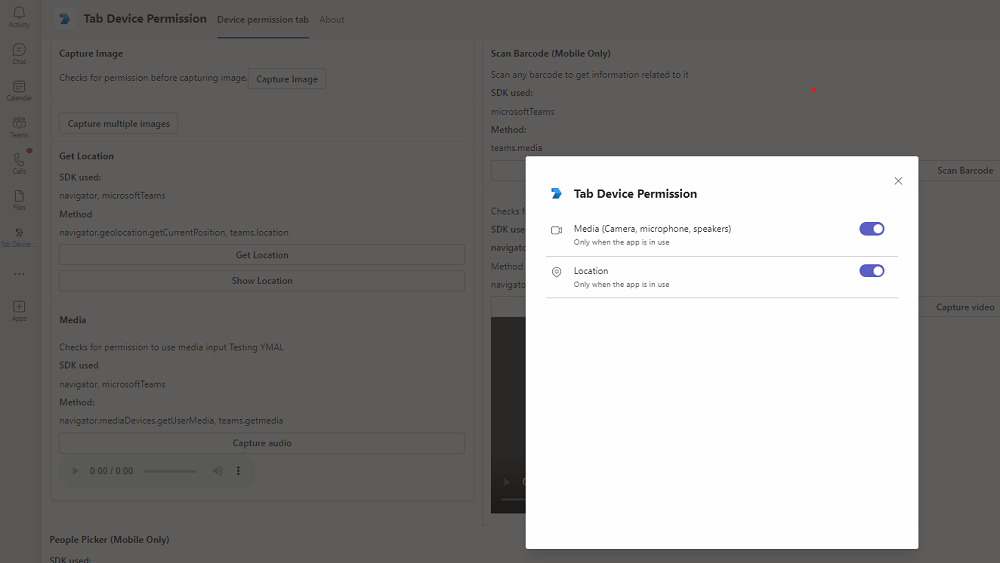 Activity
Chat
Calendar
Teams
Calls
Files
Tab Device ...
Apps
Tab Device Permission
Device permission tab
About
Capture Image
Checks for permission before capturing image.
Capture Image
Capture multiple images
Get Location
SDK used:
navigator, microsoftTeams
Method
navigator.geolocation.getCurrentPosition, teams.location
Get Location
Show Location
Media
Checks for permission to use media input Testing YMAL
SDK used
navigator, microsoftTeams
Method:
navigator.mediaDevices.getUserMedia, teams.getmedia
Capture audio
0:00 / 0:00
People Picker (Mobile Only)
SDK used:
Scan Barcode (Mobile Only)
Scan any barcode to get information related to it
SDK used:
microsoftTeams
Method:
teams.media
Scan Barcode
Checks
SDK
Method
Capture video
Tab Device Permission
Media (Camera, microphone, speakers)
Only when the app is in use
Location
Only when the app is in use